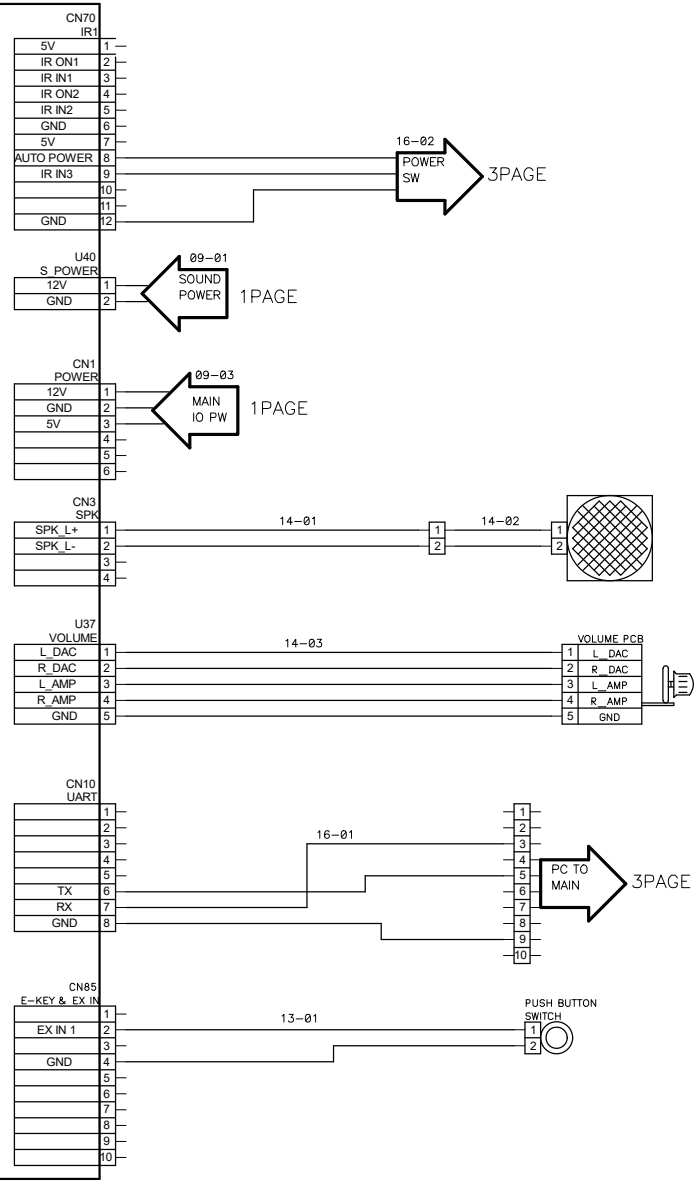 CN70
IR1
5V 1
IR ON1 2
IR IN1 3
IR ON2 4
IR IN2 5
GND 6
5V 7
AUTO POWER 8
IR IN3 9
10
11
GND 12
16-02
POWER
SW
3PAGE
U40
S_POWER
12V 1
GND 2
09-01
SOUND
POWER
1PAGE
CN1
POWER
12V 1
GND 2
5V 3
4
5
6
09-03
MAIN
IO PW
1PAGE
CN3
SPK
SPK_L+ 1
SPK_L- 2
3
4
14-01
1
2
14-02
1
2
U37
VOLUME
L_DAC 1
R_DAC 2
L_AMP 3
R_AMP 4
GND 5
14-03
VOLUME PCB
1 L_DAC
2 R_DAC
3 L_AMP
4 R_AMP
5 GND
CN10
UART
1
2
3
4
5
TX 6
RX 7
GND 8
16-01
1
2
3
4
5
6
7
8
9
10
PC TO
MAIN
3PAGE
CN85
E-KEY & EX IN
1
EX IN 1 2
3
GND 4
5
6
7
8
9
10
13-01
PUSH BUTTON
SWITCH
1
2